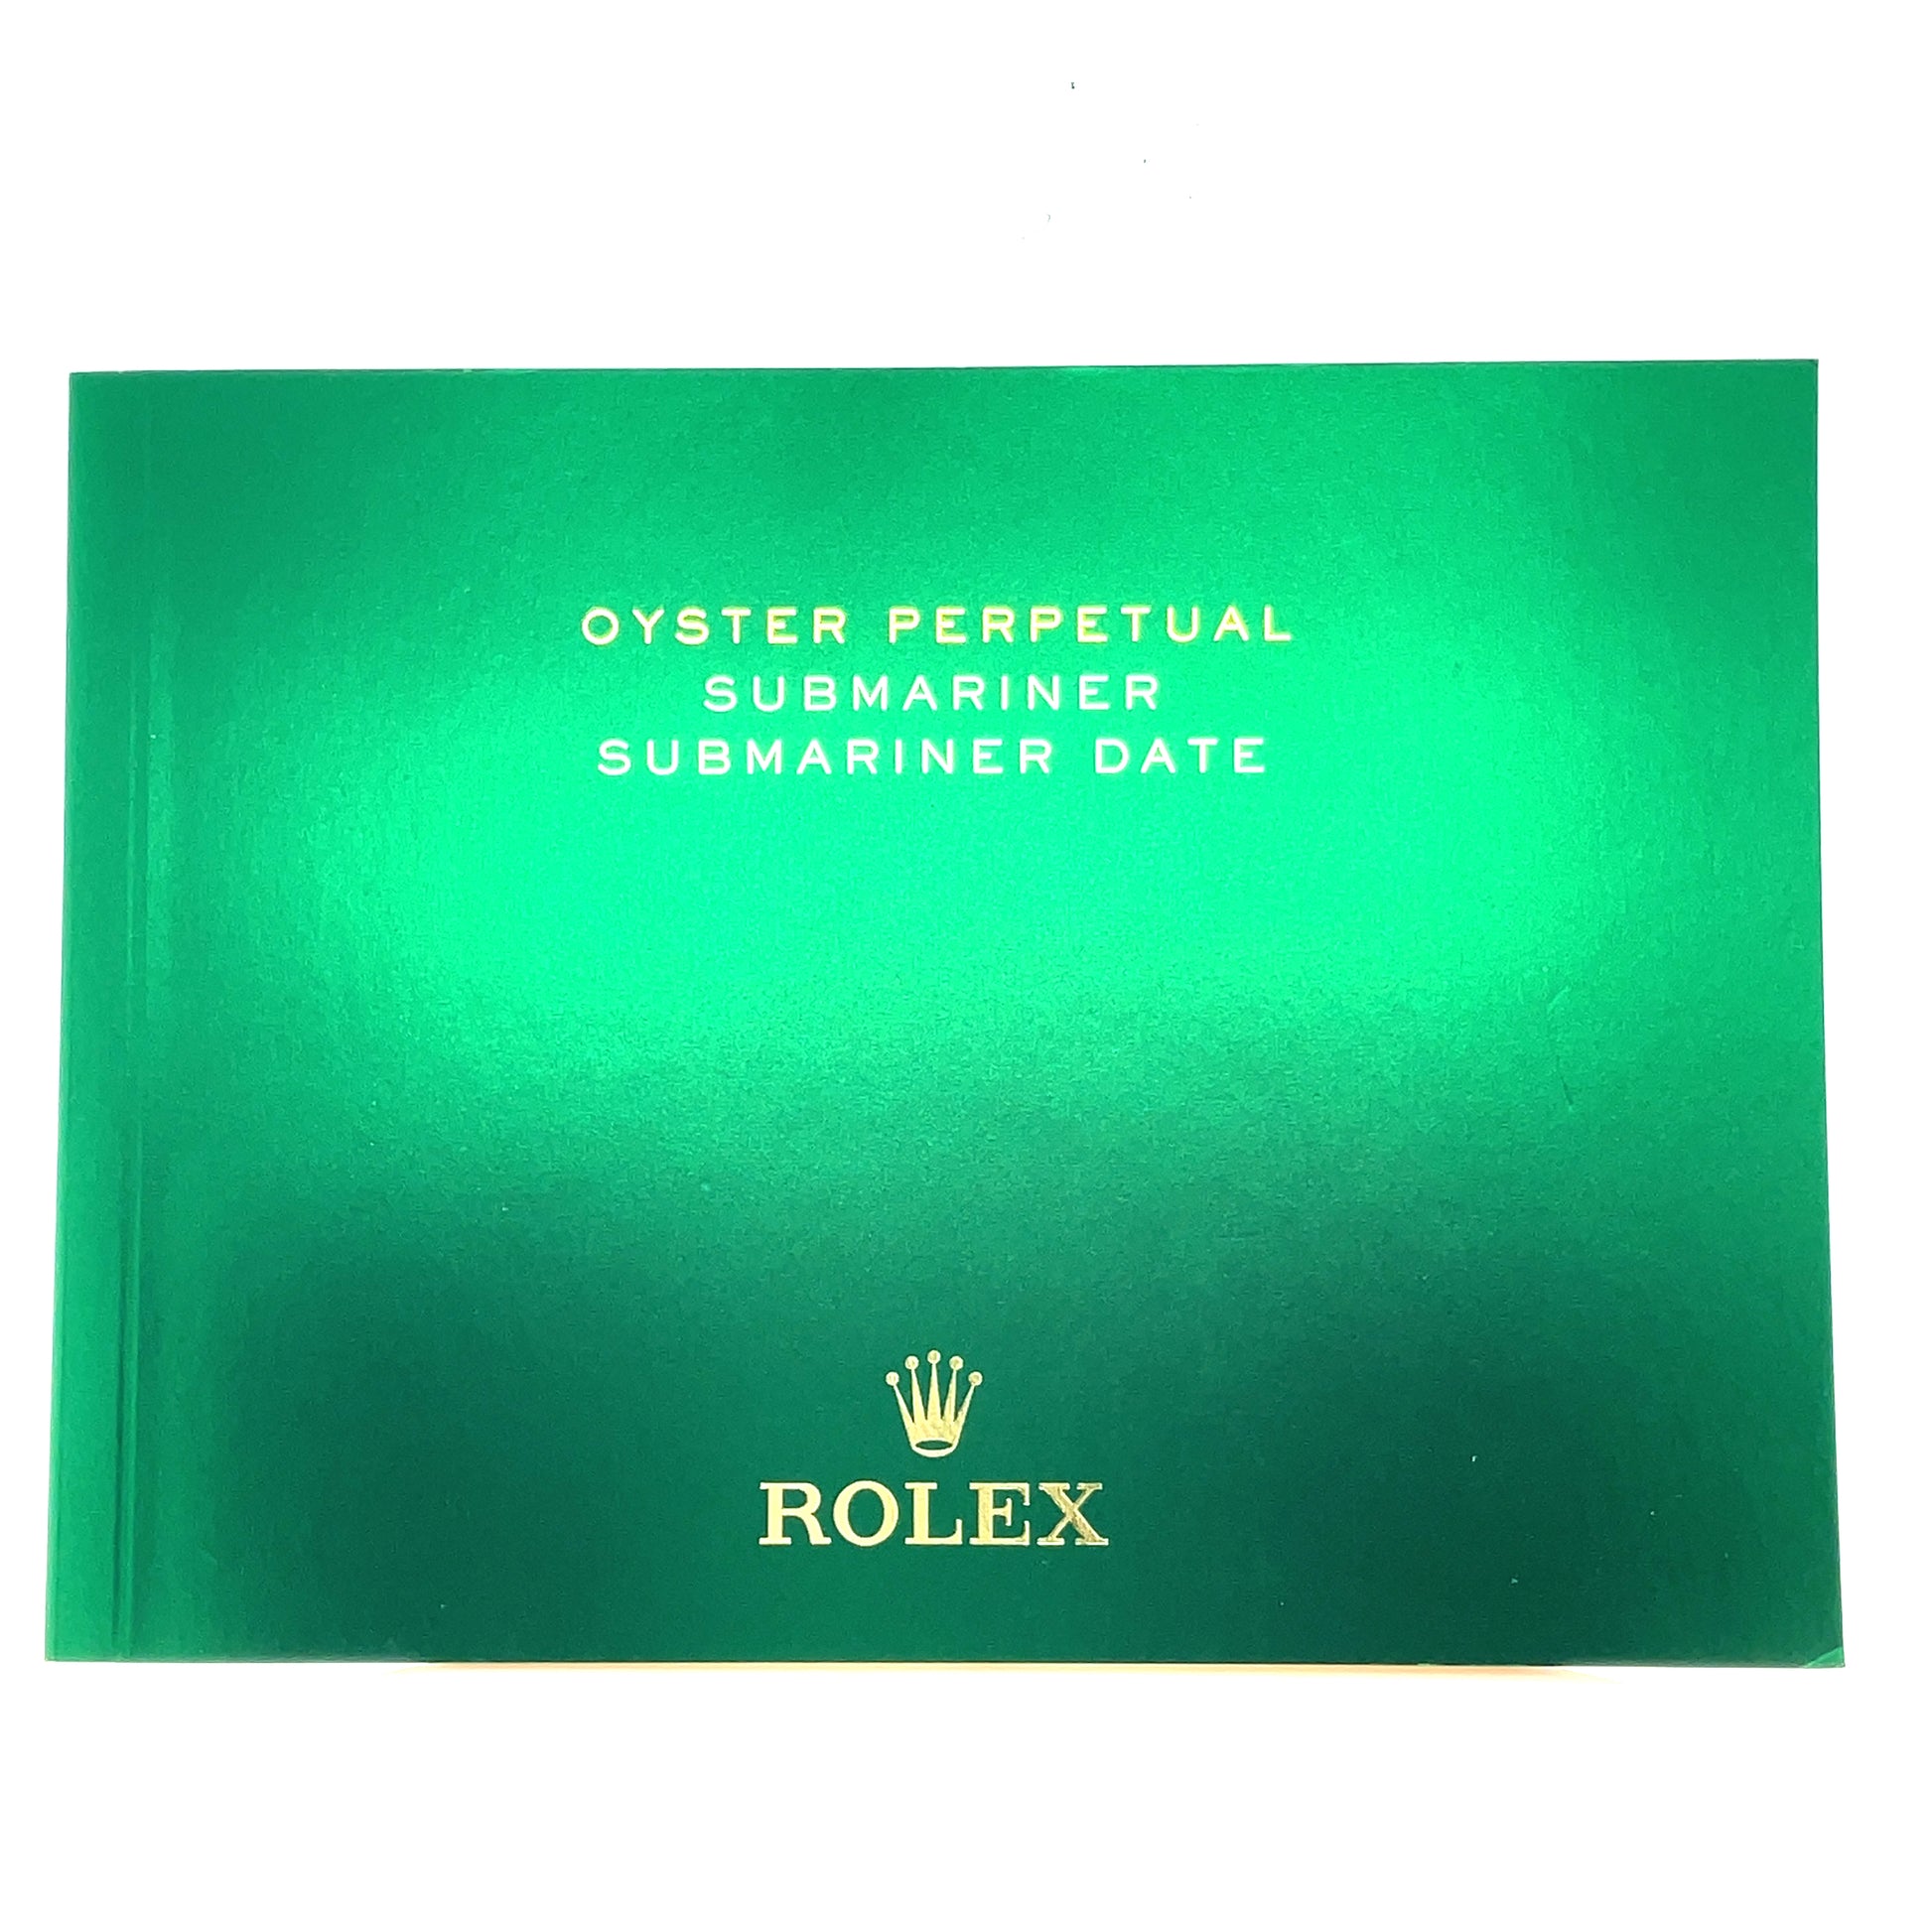 OYSTER PERPETUAL
SUBMARINER
SUBMARINER DATE
ROLEX